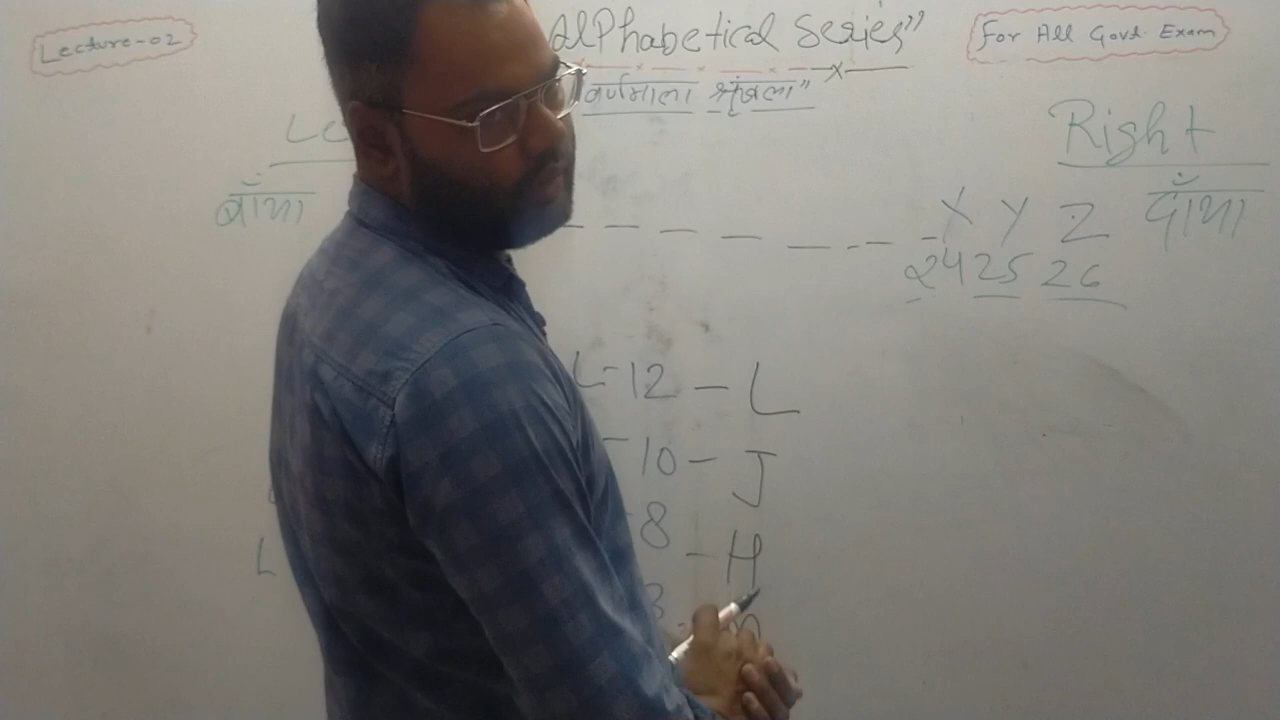 Lecture-02
alphabetical Series”
For All Govt. Exam
वर्णमाला श्रृंखला”
Right
बाँया
दाँया
X Y Z
24 25 26
L-12 - L
10 - J
8 - H
3
L